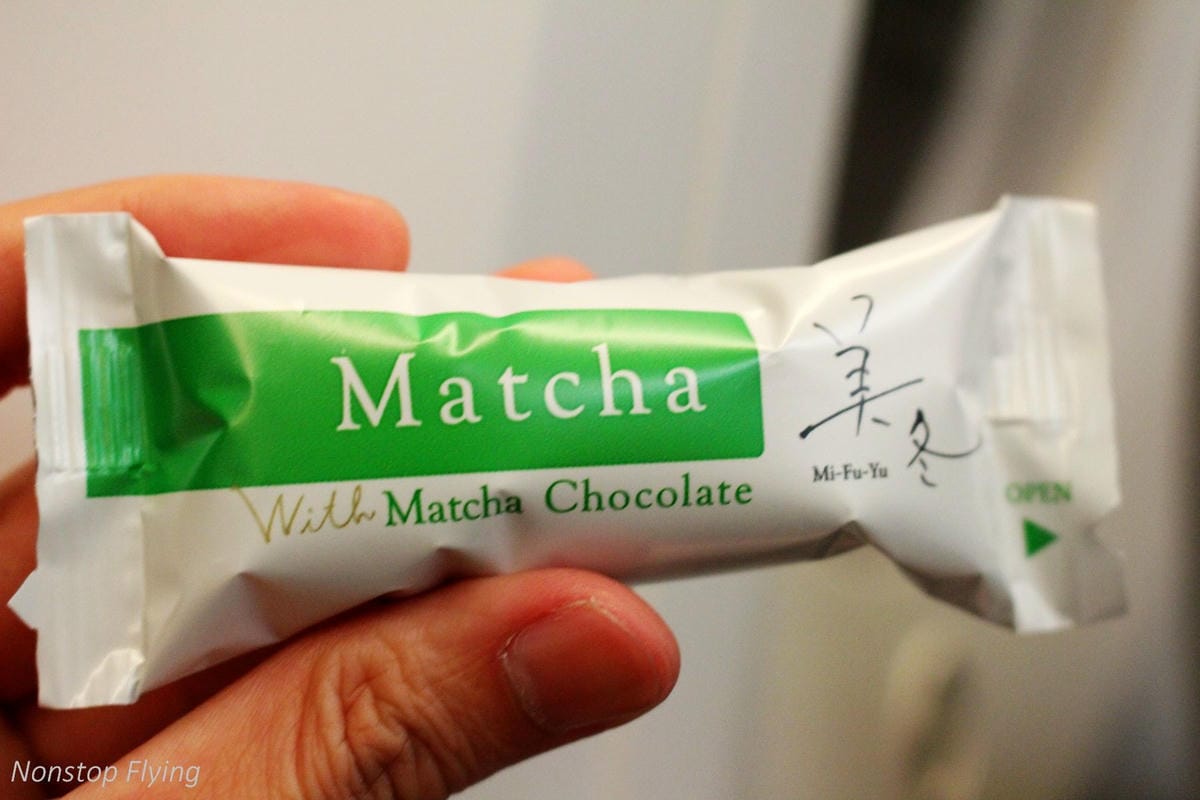 Matcha
With Matcha Chocolate
美冬
Mi-Fu-Yu
OPEN
Nonstop Flying